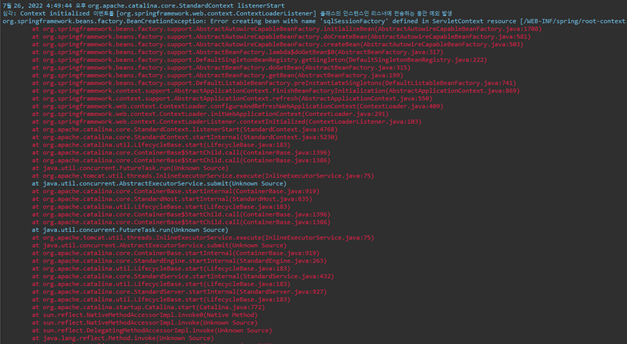 7월 26, 2022 4:49:44 오후 org.apache.catalina.core.StandardContext listenerStart
심각: Context initialized 이벤트를 [org.springframework.web.context.ContextLoaderListener] 클래스의 인스턴스인 리스너에 전송하는 동안 예외 발생
org.springframework.beans.factory.BeanCreationException: Error creating bean with name 'sqlSessionFactory' defined in ServletContext resource [/WEB-INF/spring/root-context
at org.springframework.beans.factory.support.AbstractAutowireCapableBeanFactory.initializeBean(AbstractAutowireCapableBeanFactory.java:1708)
at org.springframework.beans.factory.support.AbstractAutowireCapableBeanFactory.doCreateBean(AbstractAutowireCapableBeanFactory.java:581)
at org.springframework.beans.factory.support.AbstractAutowireCapableBeanFactory.createBean(AbstractAutowireCapableBeanFactory.java:503)
at org.springframework.beans.factory.support.AbstractBeanFactory.lambda$doGetBean$0(AbstractBeanFactory.java:317)
at org.springframework.beans.factory.support.DefaultSingletonBeanRegistry.getSingleton(DefaultSingletonBeanRegistry.java:222)
at org.springframework.beans.factory.support.AbstractBeanFactory.doGetBean(AbstractBeanFactory.java:315)
at org.springframework.beans.factory.support.AbstractBeanFactory.getBean(AbstractBeanFactory.java:199)
at org.springframework.beans.factory.support.DefaultListableBeanFactory.preInstantiateSingletons(DefaultListableBeanFactory.java:741)
at org.springframework.context.support.AbstractApplicationContext.finishBeanFactoryInitialization(AbstractApplicationContext.java:869)
at org.springframework.context.support.AbstractApplicationContext.refresh(AbstractApplicationContext.java:550)
at org.springframework.web.context.ContextLoader.configureAndRefreshWebApplicationContext(ContextLoader.java:409)
at org.springframework.web.context.ContextLoader.initWebApplicationContext(ContextLoader.java:291)
at org.springframework.web.context.ContextLoaderListener.contextInitialized(ContextLoaderListener.java:103)
at org.apache.catalina.core.StandardContext.listenerStart(StandardContext.java:4768)
at org.apache.catalina.core.StandardContext.startInternal(StandardContext.java:5230)
at org.apache.catalina.util.LifecycleBase.start(LifecycleBase.java:183)
at org.apache.catalina.core.ContainerBase$StartChild.call(ContainerBase.java:1396)
at org.apache.catalina.core.ContainerBase$StartChild.call(ContainerBase.java:1386)
at java.util.concurrent.FutureTask.run(Unknown Source)
at org.apache.tomcat.util.threads.InlineExecutorService.execute(InlineExecutorService.java:75)
at java.util.concurrent.AbstractExecutorService.submit(Unknown Source)
at org.apache.catalina.core.ContainerBase.startInternal(ContainerBase.java:919)
at org.apache.catalina.core.StandardHost.startInternal(StandardHost.java:835)
at org.apache.catalina.util.LifecycleBase.start(LifecycleBase.java:183)
at org.apache.catalina.core.ContainerBase$StartChild.call(ContainerBase.java:1396)
at org.apache.catalina.core.ContainerBase$StartChild.call(ContainerBase.java:1386)
at java.util.concurrent.FutureTask.run(Unknown Source)
at org.apache.tomcat.util.threads.InlineExecutorService.execute(InlineExecutorService.java:75)
at java.util.concurrent.AbstractExecutorService.submit(Unknown Source)
at org.apache.catalina.core.ContainerBase.startInternal(ContainerBase.java:919)
at org.apache.catalina.core.StandardEngine.startInternal(StandardEngine.java:263)
at org.apache.catalina.util.LifecycleBase.start(LifecycleBase.java:183)
at org.apache.catalina.core.StandardService.startInternal(StandardService.java:432)
at org.apache.catalina.util.LifecycleBase.start(LifecycleBase.java:183)
at org.apache.catalina.core.StandardServer.startInternal(StandardServer.java:927)
at org.apache.catalina.util.LifecycleBase.start(LifecycleBase.java:183)
at org.apache.catalina.startup.Catalina.start(Catalina.java:772)
at sun.reflect.NativeMethodAccessorImpl.invoke0(Native Method)
at sun.reflect.NativeMethodAccessorImpl.invoke(Unknown Source)
at sun.reflect.DelegatingMethodAccessorImpl.invoke(Unknown Source)
at java.lang.reflect.Method.invoke(Unknown Source)